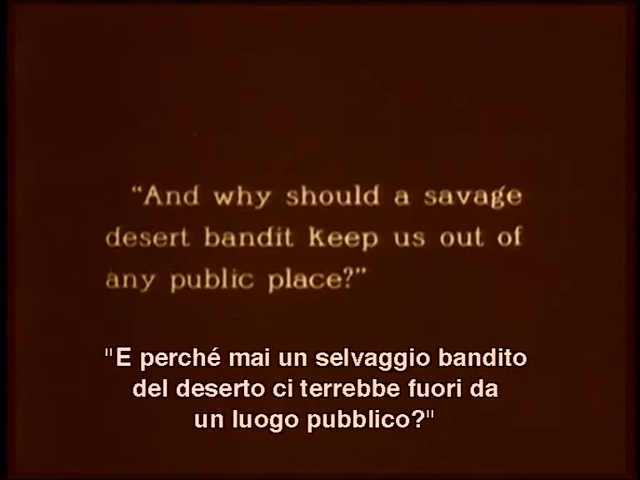 “And why should a savage
desert bandit keep us out of
any public place?”
"E perché mai un selvaggio bandito
del deserto ci terrebbe fuori da
un luogo pubblico?"